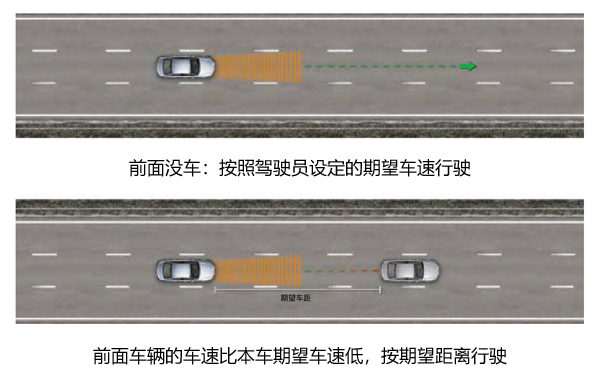 前面没车：按照驾驶员设定的期望车速行驶
期望车距
前面车辆的车速比本车期望车速低，按期望距离行驶